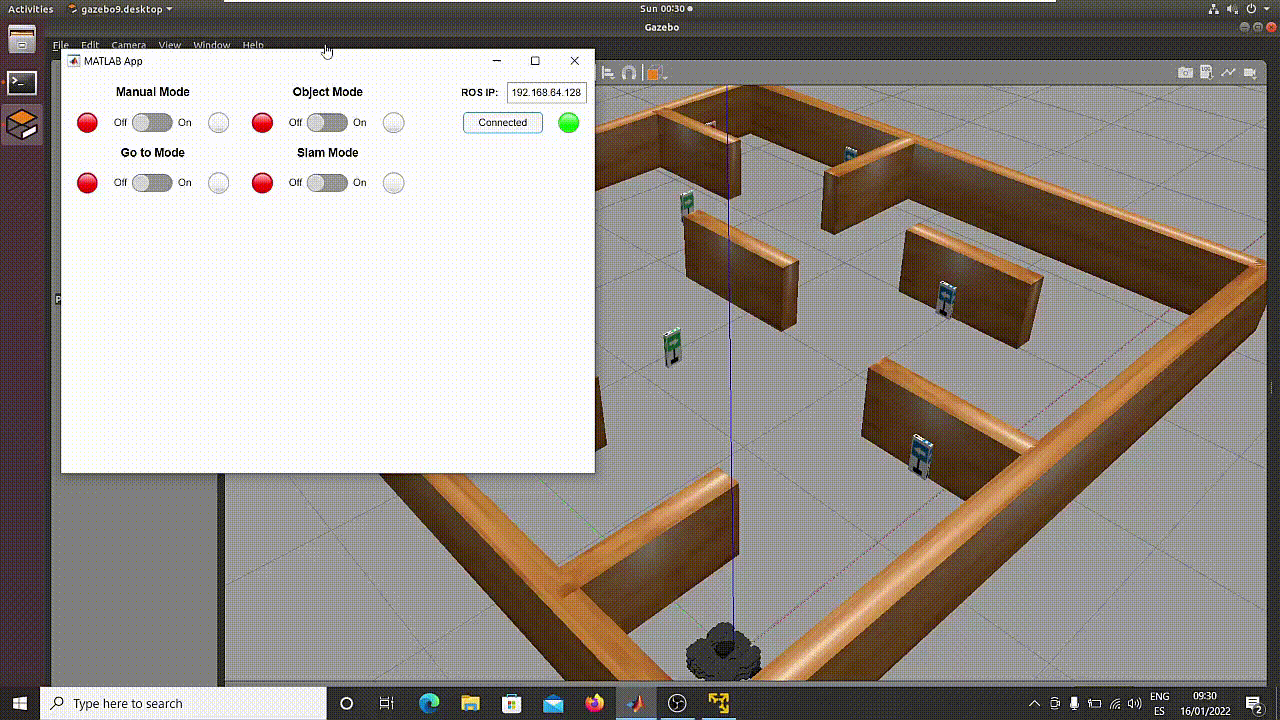 Activities gazebo9.desktop Sun 00:30
Gazebo
File Edit Camera View Window Help
MATLAB App
Manual Mode Object Mode ROS IP: 192.168.64.128
Off On Off On Connected
Go to Mode Slam Mode
Off On Off On
Type here to search
ENG 09:30
ES 16/01/2022
2